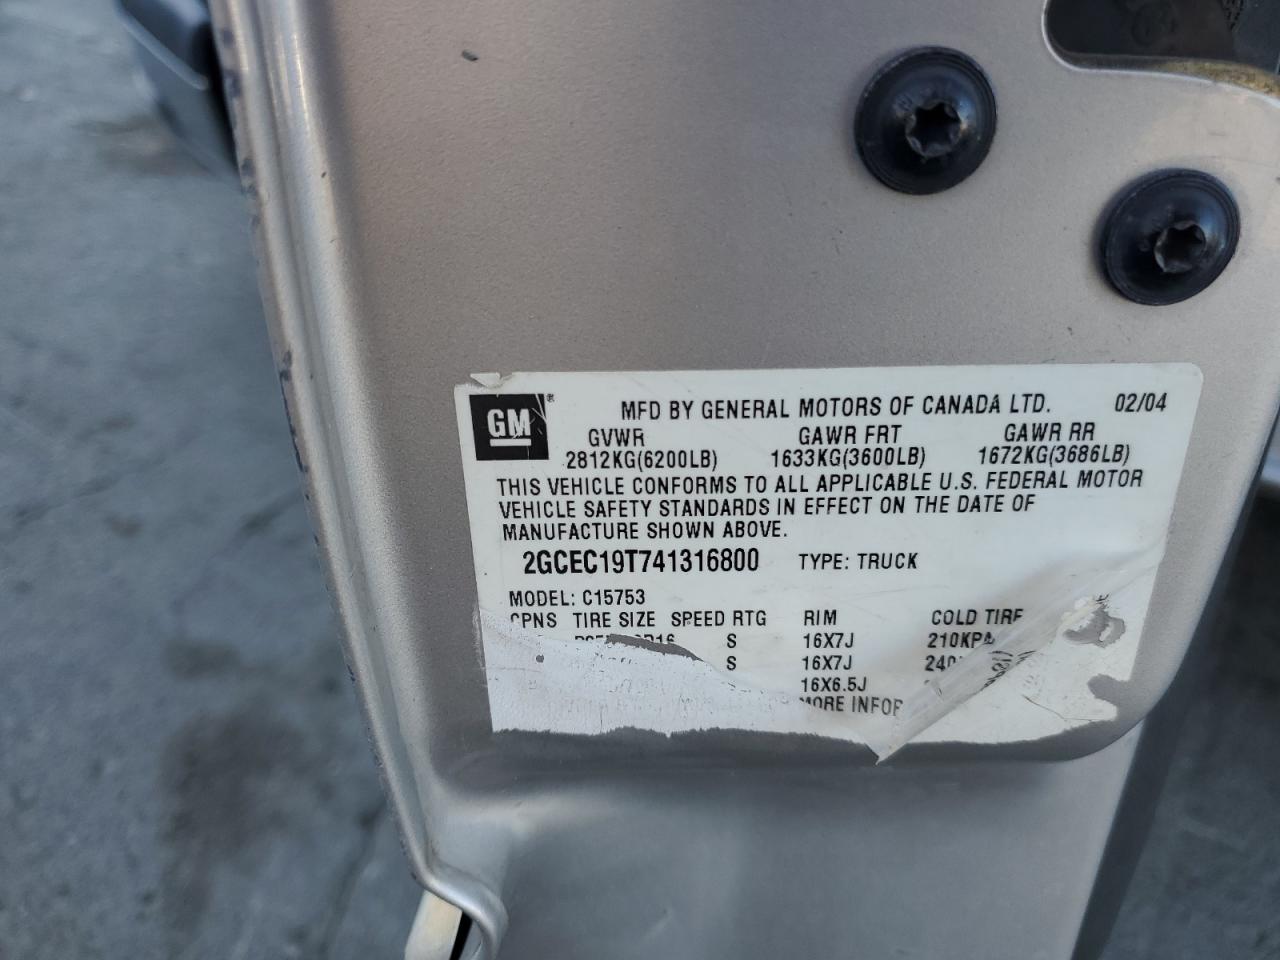 GM ®
MFD BY GENERAL MOTORS OF CANADA LTD. 02/04
GVWR GAWR FRT GAWR RR
2812KG(6200LB) 1633KG(3600LB) 1672KG(3686LB)
THIS VEHICLE CONFORMS TO ALL APPLICABLE U.S. FEDERAL MOTOR
VEHICLE SAFETY STANDARDS IN EFFECT ON THE DATE OF
MANUFACTURE SHOWN ABOVE.
2GCEC19T741316800 TYPE: TRUCK
MODEL: C15753
CPNS TIRE SIZE SPEED RTG RIM COLD TIRE
S 16X7J 210KPA
S 16X7J
16X6.5J
MORE